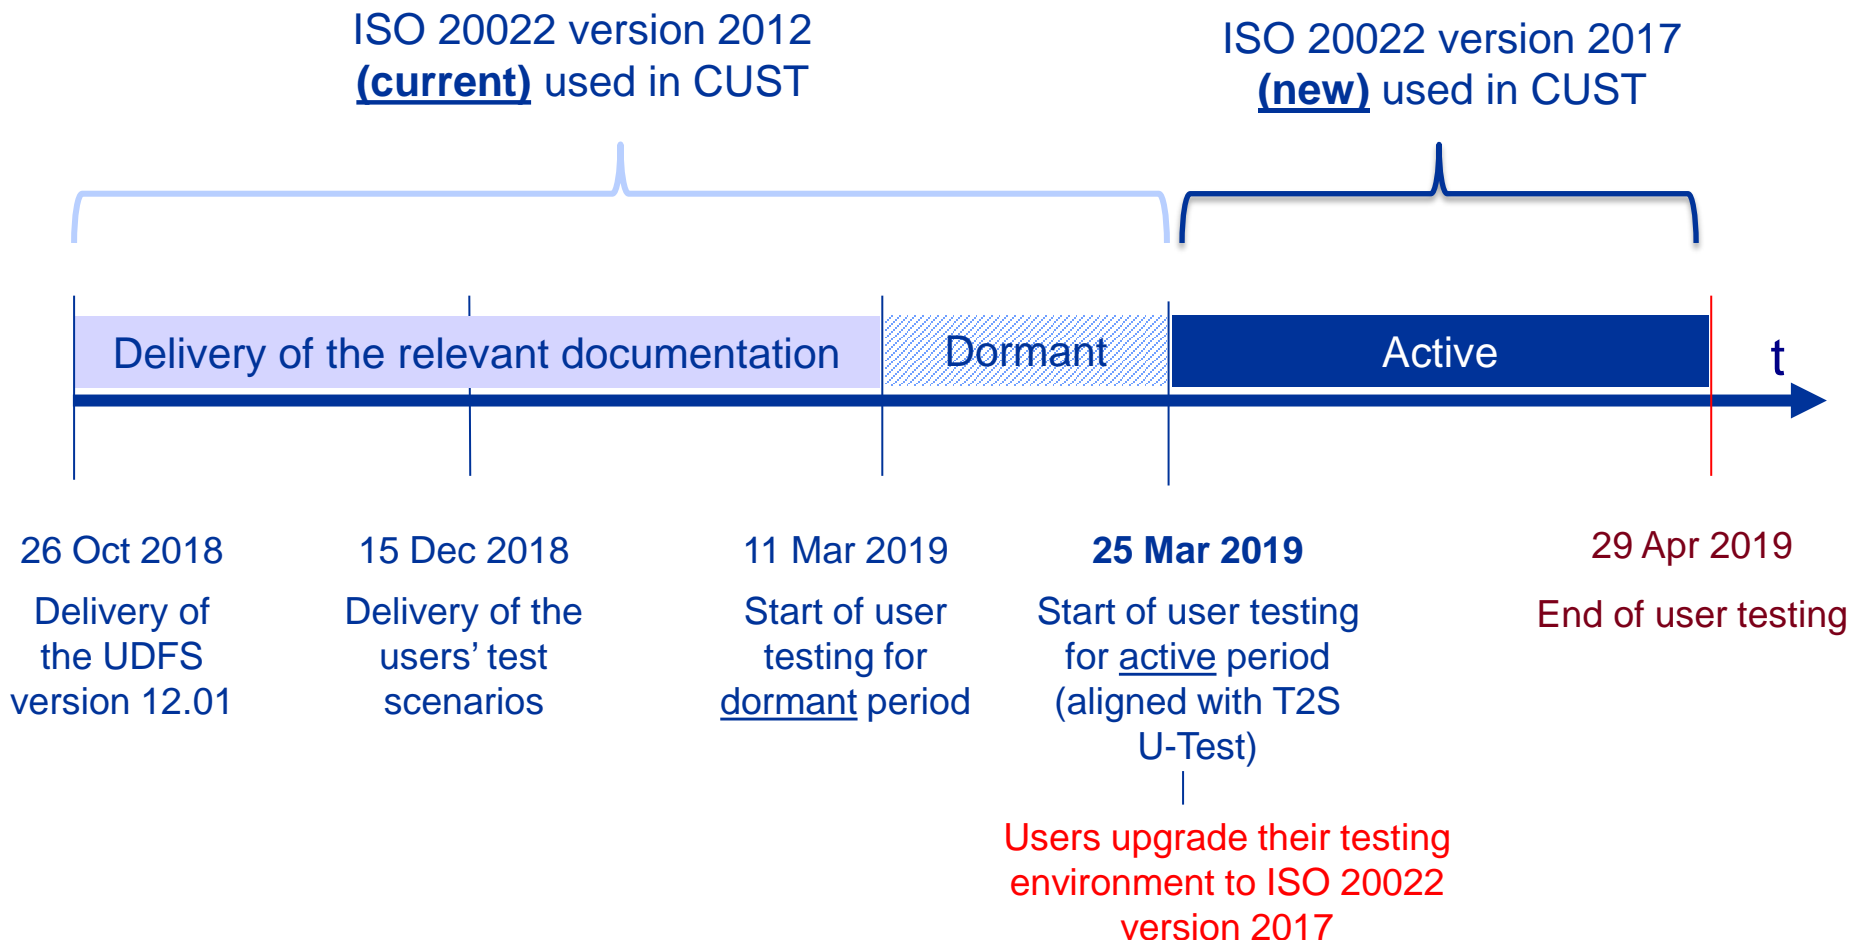 ISO 20022 version 2012
(current) used in CUST
ISO 20022 version 2017
(new) used in CUST
Delivery of the relevant documentation
Dormant
Active
t
26 Oct 2018
Delivery of
the UDFS
version 12.01
15 Dec 2018
Delivery of the
users’ test
scenarios
11 Mar 2019
Start of user
testing for
dormant period
25 Mar 2019
Start of user testing
for active period
(aligned with T2S
U-Test)
Users upgrade their testing
environment to ISO 20022
version 2017
29 Apr 2019
End of user testing